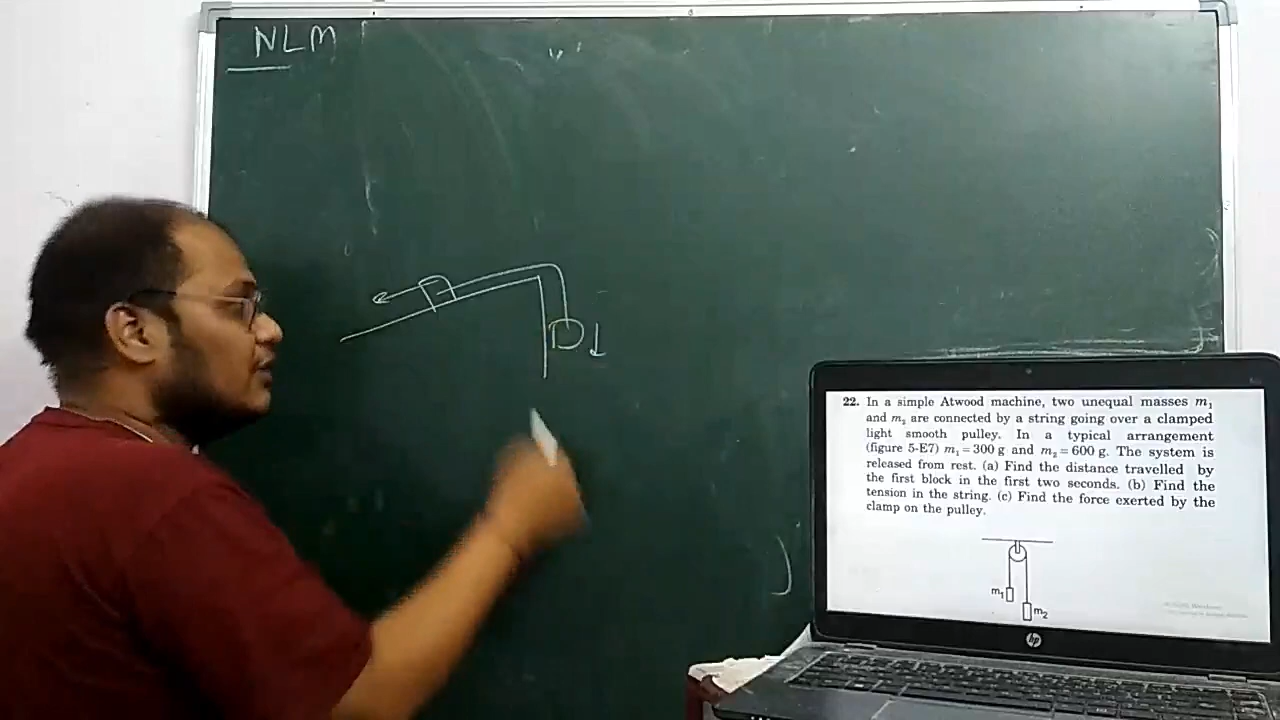 NLM
22. In a simple Atwood machine, two unequal masses m₁
and m₂ are connected by a string going over a clamped
light smooth pulley. In a typical arrangement
(figure 5-E7) m₁ = 300 g and m₂ = 600 g. The system is
released from rest. (a) Find the distance travelled by
the first block in the first two seconds. (b) Find the
tension in the string. (c) Find the force exerted by the
clamp on the pulley.
m₁
m₂
hp